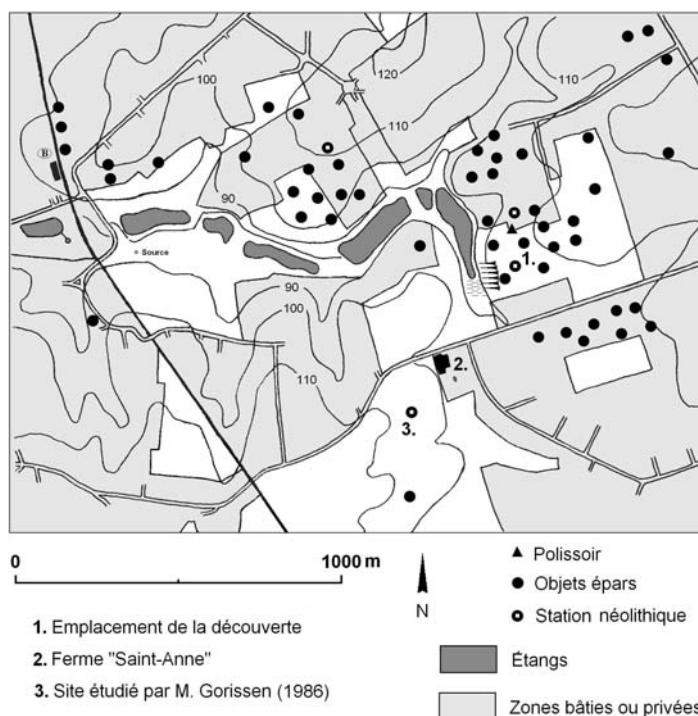 120
100
110
110
B
90
Source
1.
90
100
110
2.
3.
0 1000 m
N
Polissoir
Objets épars
Station néolithique
1. Emplacement de la découverte
2. Ferme "Saint-Anne"
3. Site étudié par M. Gorissen (1986)
Étangs
Zones bâties ou privées